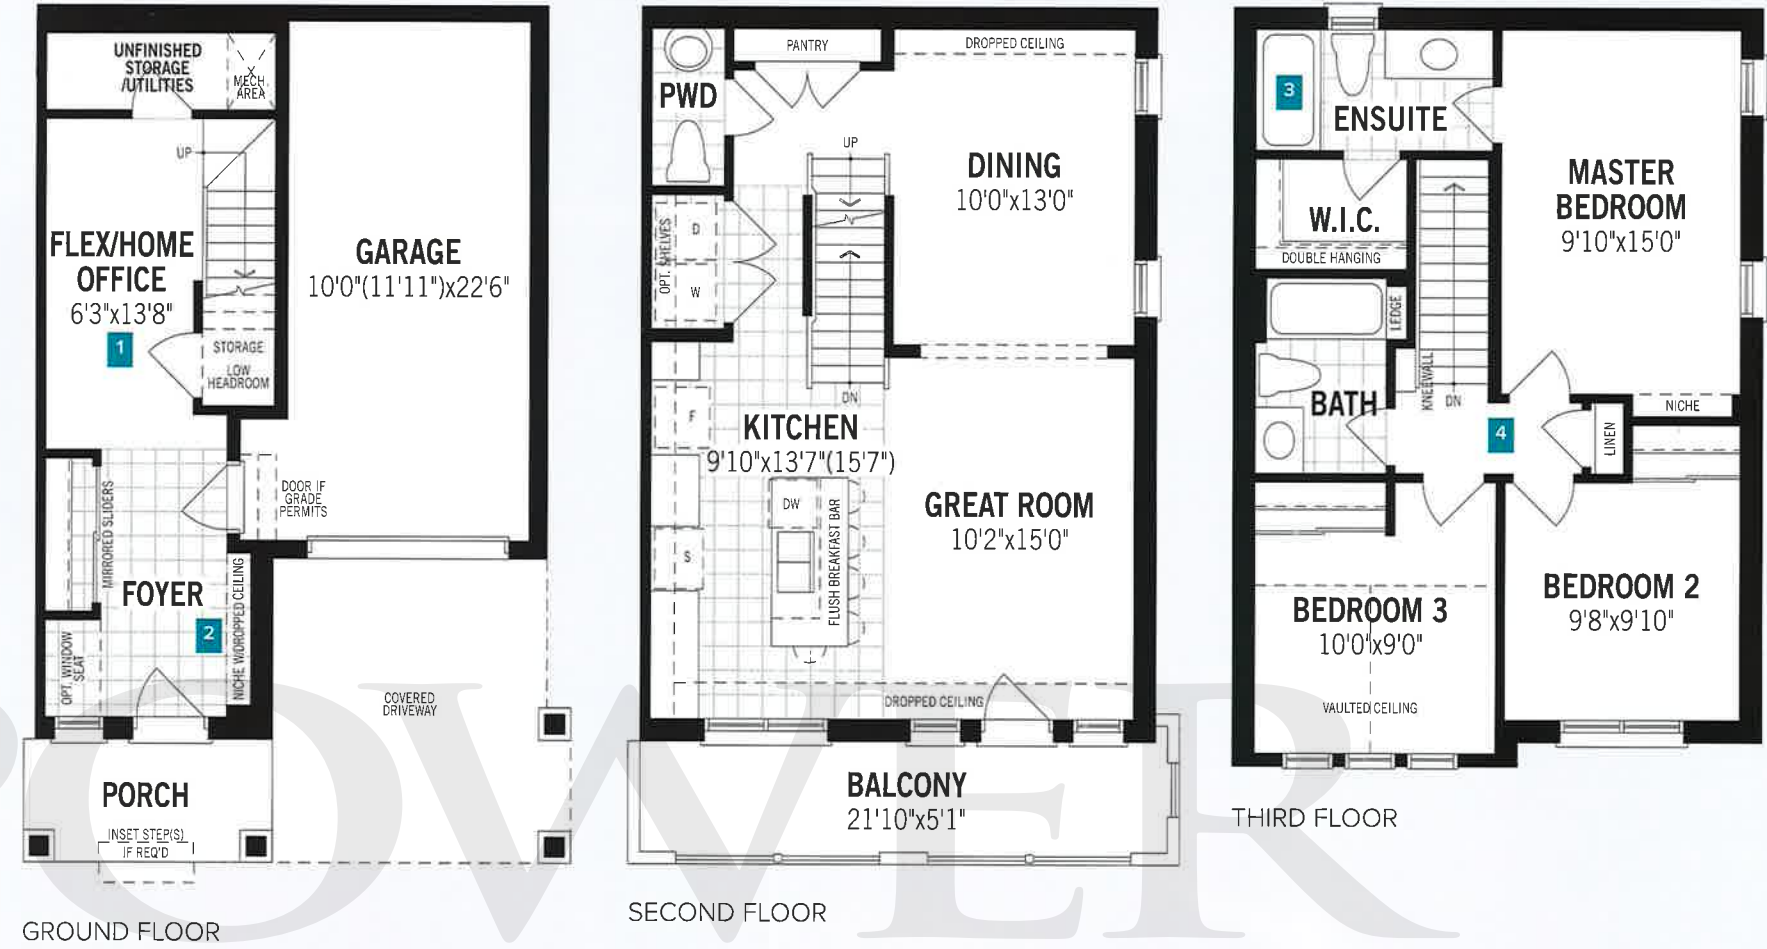 UNFINISHED
STORAGE
/UTILITIES
X
MECH.
AREA
UP
FLEX/HOME
OFFICE
6'3"x13'8"
1
STORAGE
LOW
HEADROOM
GARAGE
10'0"(11'11")x22'6"
DOOR IF
GRADE
PERMITS
MIRRORED SLIDERS
FOYER
2
NICHE W/DROPPED CEILING
OPT. WINDOW
SEAT
COVERED
DRIVEWAY
PORCH
INSET STEP(S)
IF REQ'D
GROUND FLOOR
PWD
PANTRY
DROPPED CEILING
UP
DINING
10'0"x13'0"
OPT. SHELVES
D
W
DN
F
KITCHEN
9'10"x13'7"(15'7")
DW
FLUSH BREAKFAST BAR
S
GREAT ROOM
10'2"x15'0"
DROPPED CEILING
BALCONY
21'10"x5'1"
SECOND FLOOR
3
ENSUITE
MASTER
BEDROOM
9'10"x15'0"
W.I.C.
DOUBLE HANGING
LEDGE
BATH
KNEEWALL
DN
4
LINEN
NICHE
BEDROOM 3
10'0"x9'0"
VAULTED CEILING
BEDROOM 2
9'8"x9'10"
THIRD FLOOR
POWER